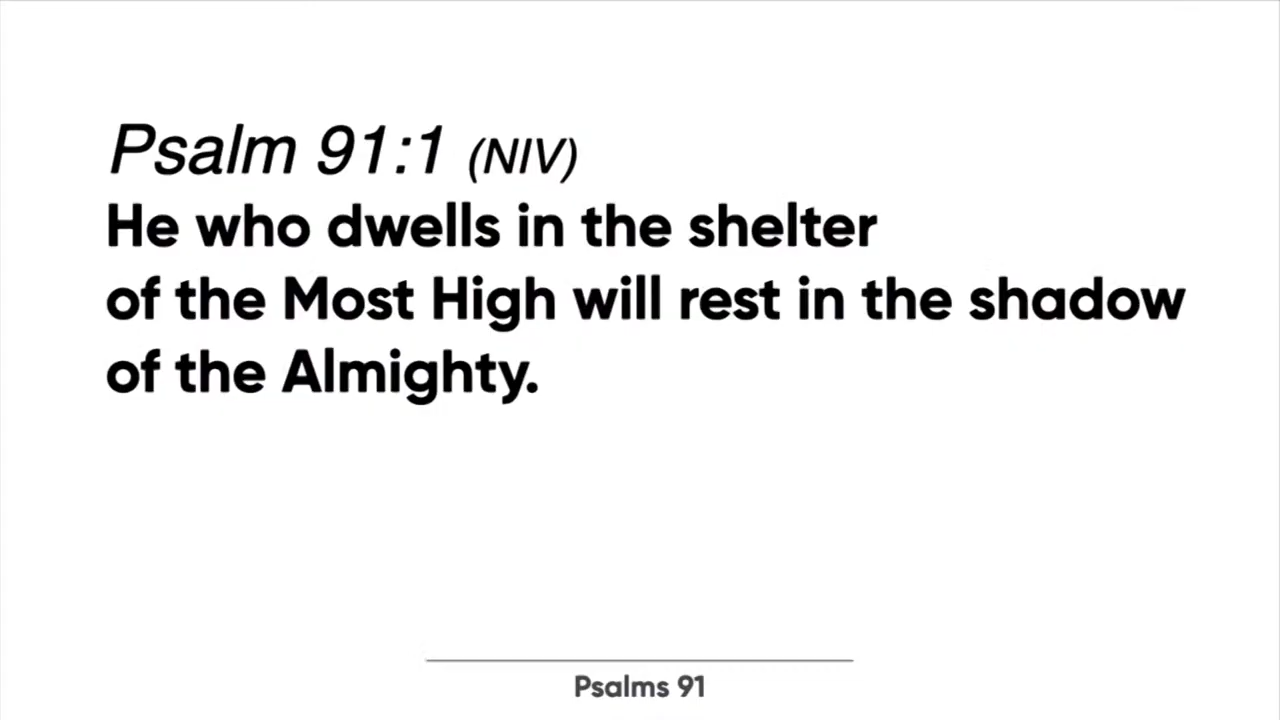 Psalm 91:1 (NIV)
He who dwells in the shelter
of the Most High will rest in the shadow
of the Almighty.
Psalms 91